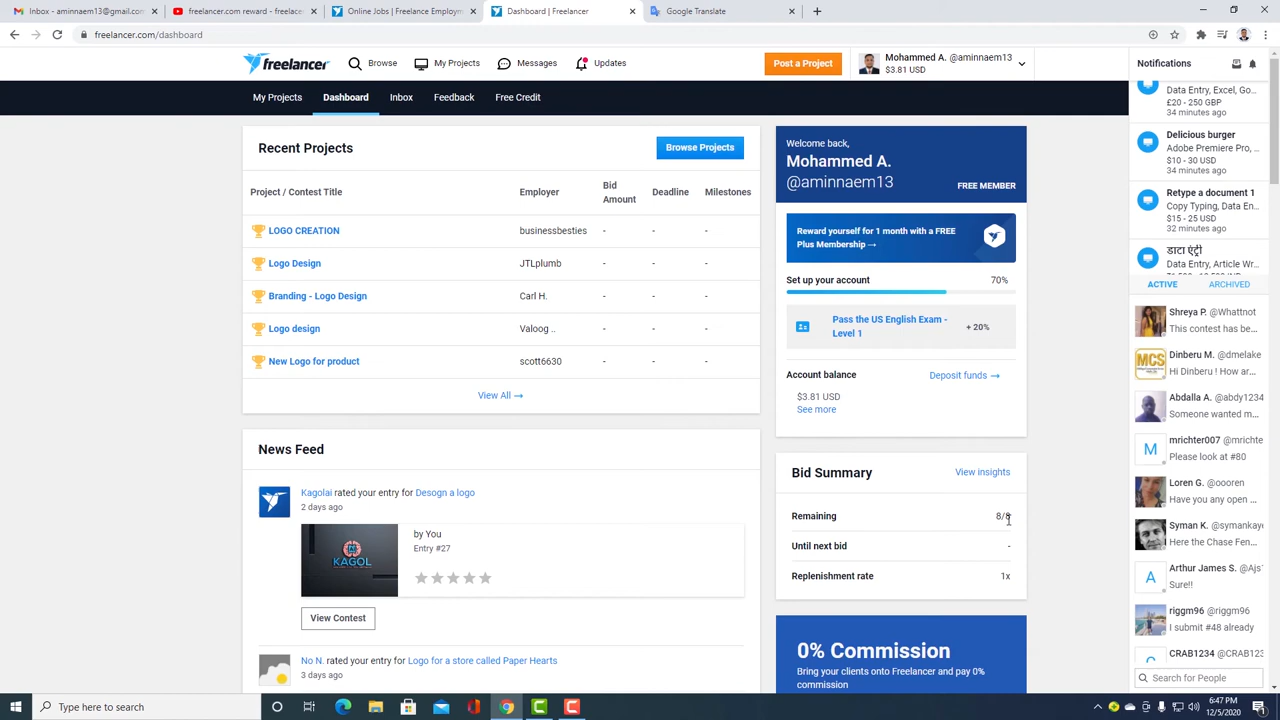 Inbox - aminnaem13@gmail.com
freelancer.com reward - freelancer
Online Jobs | Freelance Employm
Dashboard | Freelancer
Google Translate
freelancer.com/dashboard
freelancer
Browse
My Projects
Messages
Updates
Post a Project
Mohammed A. @aminnaem13
$3.81 USD
My Projects
Dashboard
Inbox
Feedback
Free Credit
Recent Projects
Browse Projects
Project / Contest Title
Employer
Bid Amount
Deadline
Milestones
LOGO CREATION businessbesties - - -
Logo Design JTLplumb - - -
Branding - Logo Design Carl H. - - -
Logo design Valoog .. - - -
New Logo for product scott6630 - - -
View All →
News Feed
Kagolai rated your entry for Desogn a logo
2 days ago
KAGOL
by You
Entry #27
View Contest
No N. rated your entry for Logo for a store called Paper Hearts
3 days ago
Welcome back,
Mohammed A.
@aminnaem13
FREE MEMBER
Reward yourself for 1 month with a FREE
Plus Membership →
Set up your account 70%
Pass the US English Exam -
Level 1
+ 20%
Account balance
Deposit funds →
$3.81 USD
See more
Bid Summary
View insights
Remaining 8/8
Until next bid -
Replenishment rate 1x
0% Commission
Bring your clients onto Freelancer and pay 0%
commission
Notifications
Data Entry, Excel, Go...
£20 - 250 GBP
34 minutes ago
Delicious burger
Adobe Premiere Pro, ...
$10 - 30 USD
34 minutes ago
Retype a document 1
Copy Typing, Data En...
$15 - 25 USD
32 minutes ago
डाटा एंट्री
Data Entry, Article Wr...
ACTIVE
ARCHIVED
Shreya P. @Whattnot
This contest has be...
MCS
Dinberu M. @dmelake
Hi Dinberu ! How ar...
Abdalla A. @abdy1234
Someone wanted m...
M
mrichter007 @mrichte
Please look at #80
Loren G. @oooren
Have you any open ...
Syman K. @symankaye
Here the Chase Fen...
A
Arthur James S. @Ajs
Sure!!
riggm96 @riggm96
I submit #48 already
CRAB1234 @CRAB123
Search for People
Type here to search
6:47 PM
12/5/2020